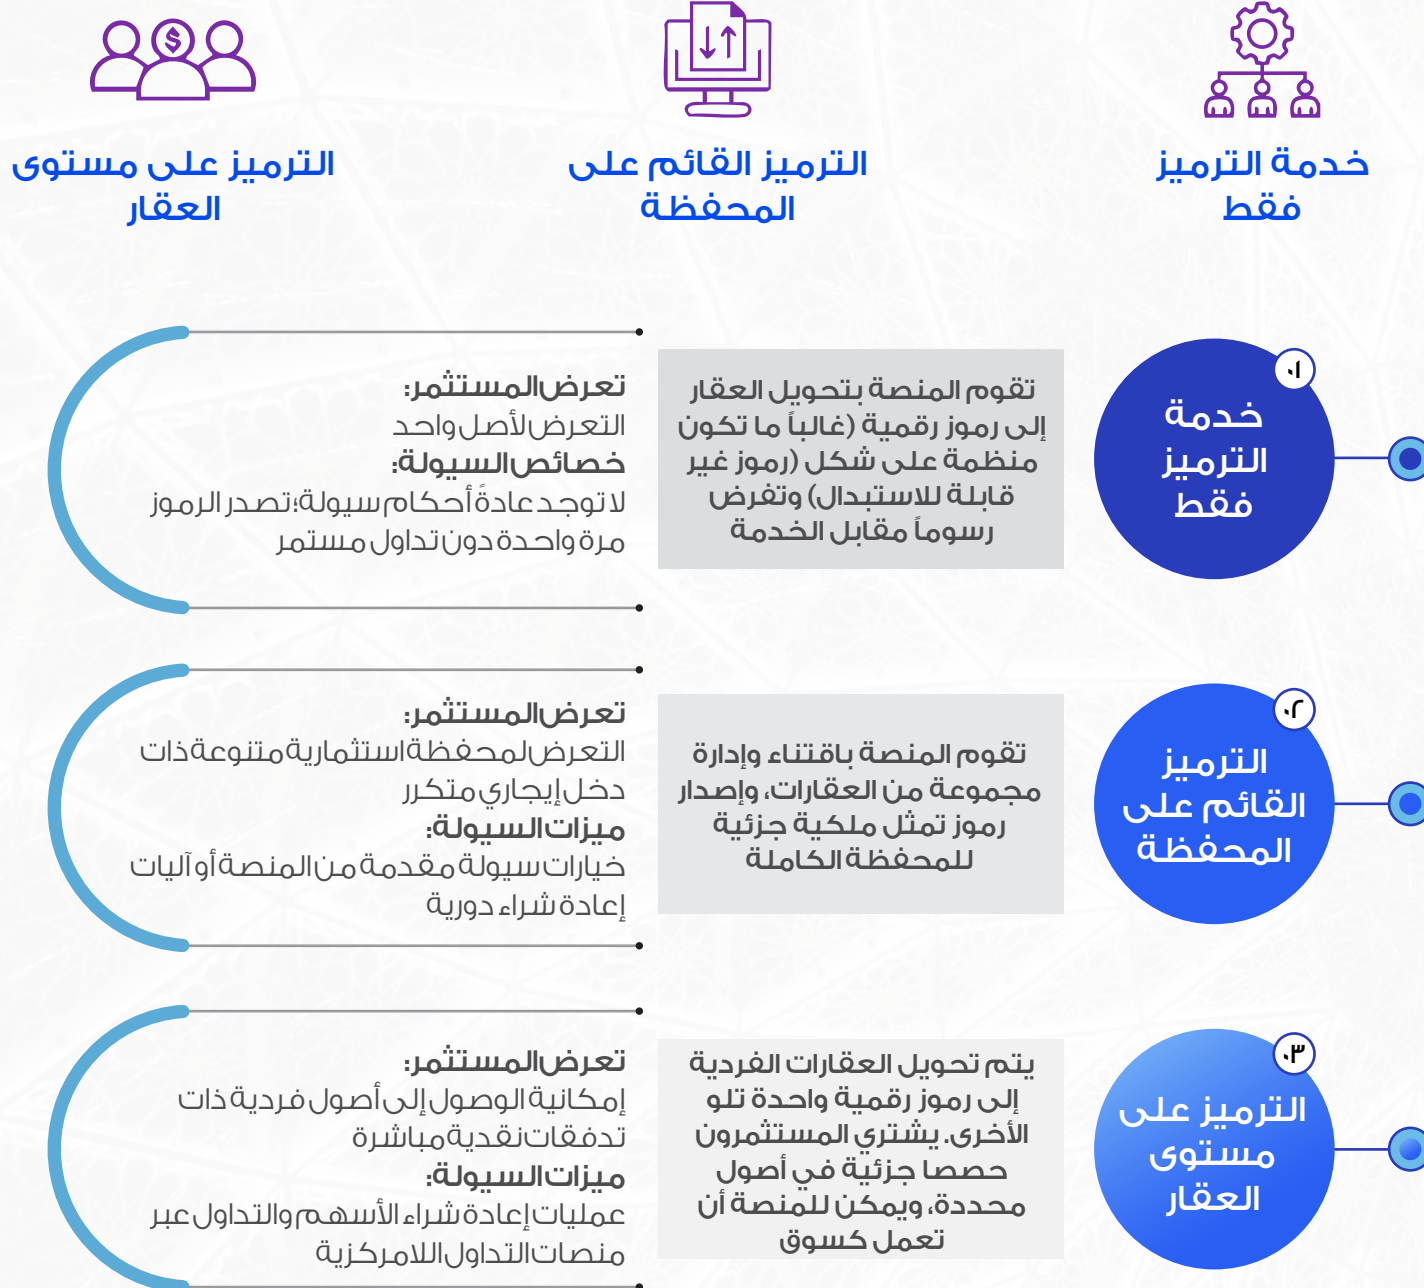 خدمة الترميز
فقط
الترميز القائم على
المحفظة
الترميز على مستوى
العقار
٠١
خدمة
الترميز
فقط
تقوم المنصة بتحويل العقار
إلى رموز رقمية (غالباً ما تكون
منظمة على شكل (رموز غير
قابلة للاستبدال) وتفرض
رسوماً مقابل الخدمة
تعرض المستثمر:
التعرض لأصل واحد
خصائص السيولة:
لا توجد عادةً أحكام سيولة؛ تصدر الرموز
مرة واحدة دون تداول مستمر
٠٢
الترميز
القائم على
المحفظة
تقوم المنصة باقتناء وإدارة
مجموعة من العقارات، وإصدار
رموز تمثل ملكية جزئية
للمحفظة الكاملة
تعرض المستثمر:
التعرض لمحفظة استثمارية متنوعة ذات
دخل إيجاري متكرر
ميزات السيولة:
خيارات سيولة مقدمة من المنصة أو آليات
إعادة شراء دورية
٠٣
الترميز على
مستوى
العقار
يتم تحويل العقارات الفردية
إلى رموز رقمية واحدة تلو
الأخرى. يشتري المستثمرون
حصصا جزئية في أصول
محددة، ويمكن للمنصة أن
تعمل كسوق
تعرض المستثمر:
إمكانية الوصول إلى أصول فردية ذات
تدفقات نقدية مباشرة
ميزات السيولة:
عمليات إعادة شراء الأسهم والتداول عبر
منصات التداول اللامركزية